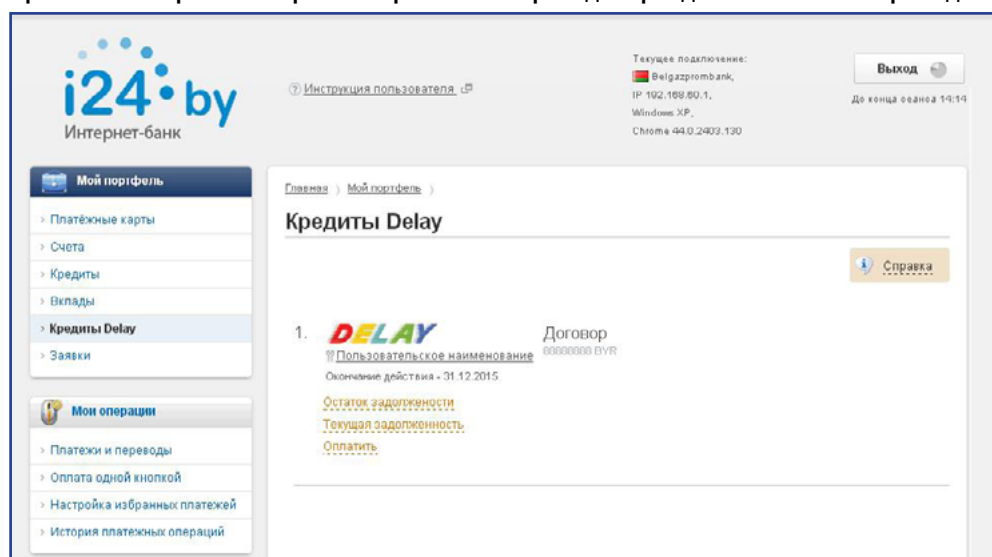 i24 by
Интернет-банк
Инструкция пользователя
Текущее подключение:
Belgazprombank,
IP 192.168.60.1,
Windows XP,
Chrome 44.0.2403.130
Выход
До конца сеанса 14:14
Мой портфель
Платёжные карты
Счета
Кредиты
Вклады
Кредиты Delay
Заявки
Мои операции
Платежи и переводы
Оплата одной кнопкой
Настройка избранных платежей
История платежных операций
Главная › Мой портфель ›
Кредиты Delay
Справка
1. DELAY Договор
Пользовательское наименование 88888888 BYR
Окончание действия - 31.12.2015
Остаток задолжености
Текущая задолженность
Оплатить